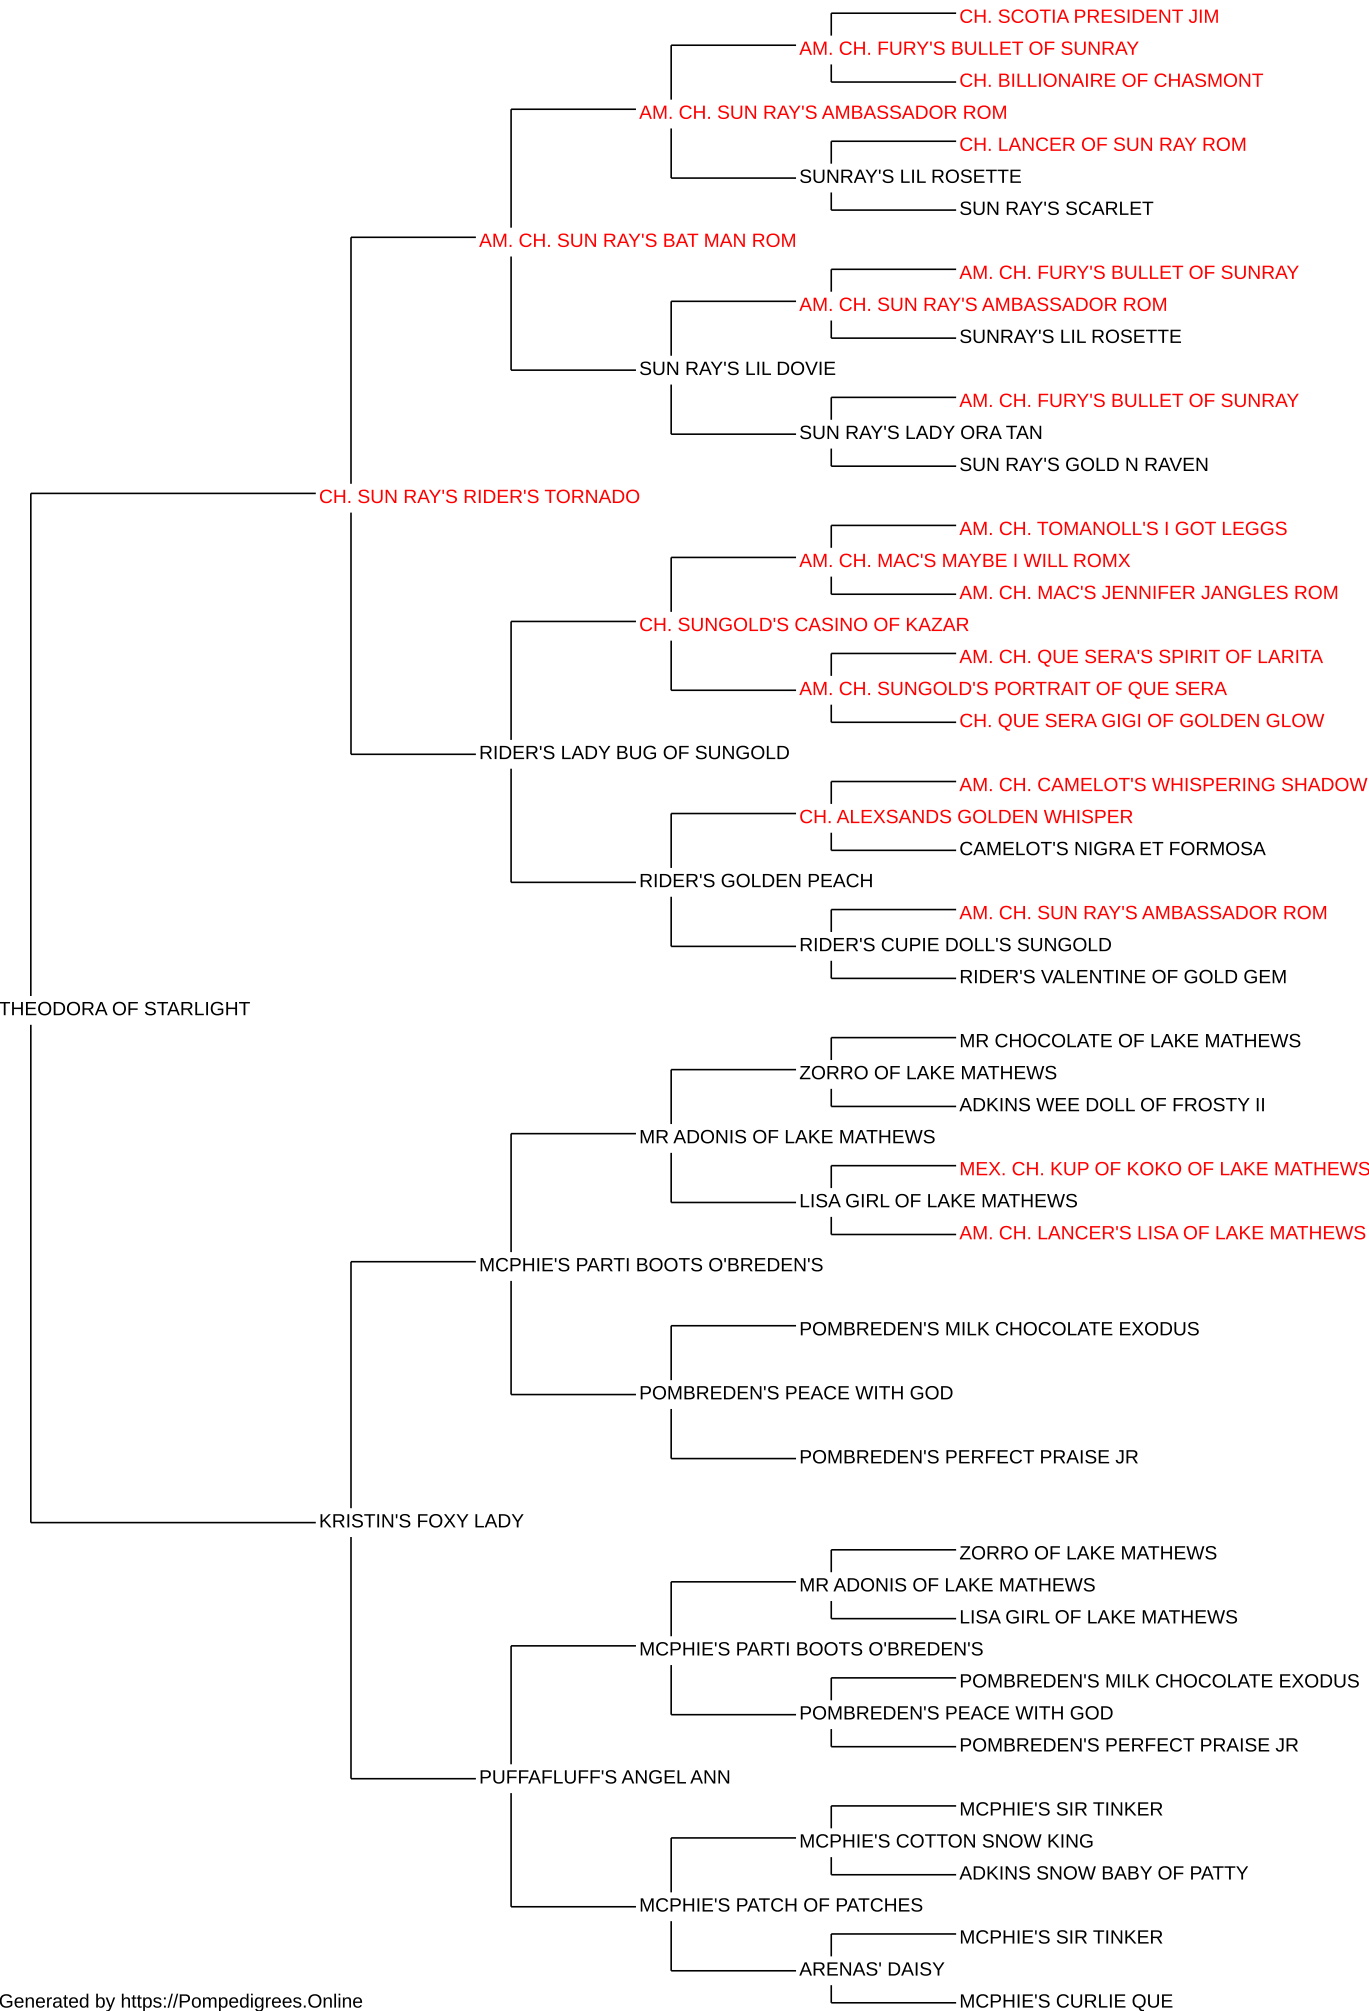 CH. SCOTIA PRESIDENT JIM
AM. CH. FURY'S BULLET OF SUNRAY
CH. BILLIONAIRE OF CHASMONT
AM. CH. SUN RAY'S AMBASSADOR ROM
CH. LANCER OF SUN RAY ROM
SUNRAY'S LIL ROSETTE
SUN RAY'S SCARLET
AM. CH. SUN RAY'S BAT MAN ROM
AM. CH. FURY'S BULLET OF SUNRAY
AM. CH. SUN RAY'S AMBASSADOR ROM
SUNRAY'S LIL ROSETTE
SUN RAY'S LIL DOVIE
AM. CH. FURY'S BULLET OF SUNRAY
SUN RAY'S LADY ORA TAN
SUN RAY'S GOLD N RAVEN
CH. SUN RAY'S RIDER'S TORNADO
AM. CH. TOMANOLL'S I GOT LEGGS
AM. CH. MAC'S MAYBE I WILL ROMX
AM. CH. MAC'S JENNIFER JANGLES ROM
CH. SUNGOLD'S CASINO OF KAZAR
AM. CH. QUE SERA'S SPIRIT OF LARITA
AM. CH. SUNGOLD'S PORTRAIT OF QUE SERA
CH. QUE SERA GIGI OF GOLDEN GLOW
RIDER'S LADY BUG OF SUNGOLD
AM. CH. CAMELOT'S WHISPERING SHADOW
CH. ALEXSANDS GOLDEN WHISPER
CAMELOT'S NIGRA ET FORMOSA
RIDER'S GOLDEN PEACH
AM. CH. SUN RAY'S AMBASSADOR ROM
RIDER'S CUPIE DOLL'S SUNGOLD
RIDER'S VALENTINE OF GOLD GEM
THEODORA OF STARLIGHT
MR CHOCOLATE OF LAKE MATHEWS
ZORRO OF LAKE MATHEWS
ADKINS WEE DOLL OF FROSTY II
MR ADONIS OF LAKE MATHEWS
MEX. CH. KUP OF KOKO OF LAKE MATHEWS
LISA GIRL OF LAKE MATHEWS
AM. CH. LANCER'S LISA OF LAKE MATHEWS
MCPHIE'S PARTI BOOTS O'BREDEN'S
POMBREDEN'S MILK CHOCOLATE EXODUS
POMBREDEN'S PEACE WITH GOD
POMBREDEN'S PERFECT PRAISE JR
KRISTIN'S FOXY LADY
ZORRO OF LAKE MATHEWS
MR ADONIS OF LAKE MATHEWS
LISA GIRL OF LAKE MATHEWS
MCPHIE'S PARTI BOOTS O'BREDEN'S
POMBREDEN'S MILK CHOCOLATE EXODUS
POMBREDEN'S PEACE WITH GOD
POMBREDEN'S PERFECT PRAISE JR
PUFFAFLUFF'S ANGEL ANN
MCPHIE'S SIR TINKER
MCPHIE'S COTTON SNOW KING
ADKINS SNOW BABY OF PATTY
MCPHIE'S PATCH OF PATCHES
MCPHIE'S SIR TINKER
ARENAS' DAISY
MCPHIE'S CURLIE QUE
Generated by https://Pompedigrees.Online